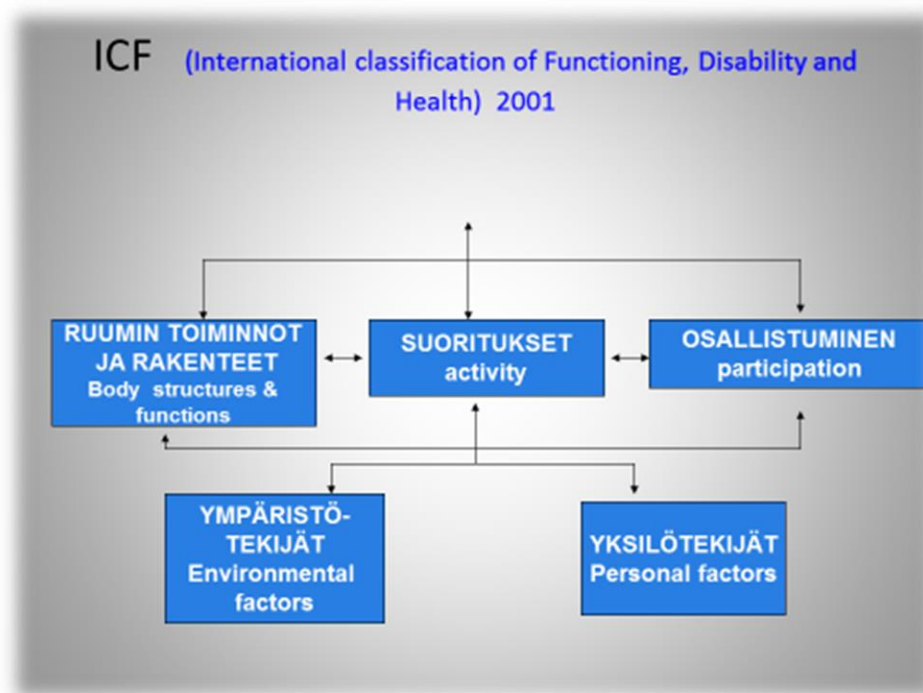 ICF (International classification of Functioning, Disability and
Health) 2001
RUUMIN TOIMINNOT
JA RAKENTEET
Body structures &
functions
SUORITUKSET
activity
OSALLISTUMINEN
participation
YMPÄRISTÖ-
TEKIJÄT
Environmental
factors
YKSILÖTEKIJÄT
Personal factors